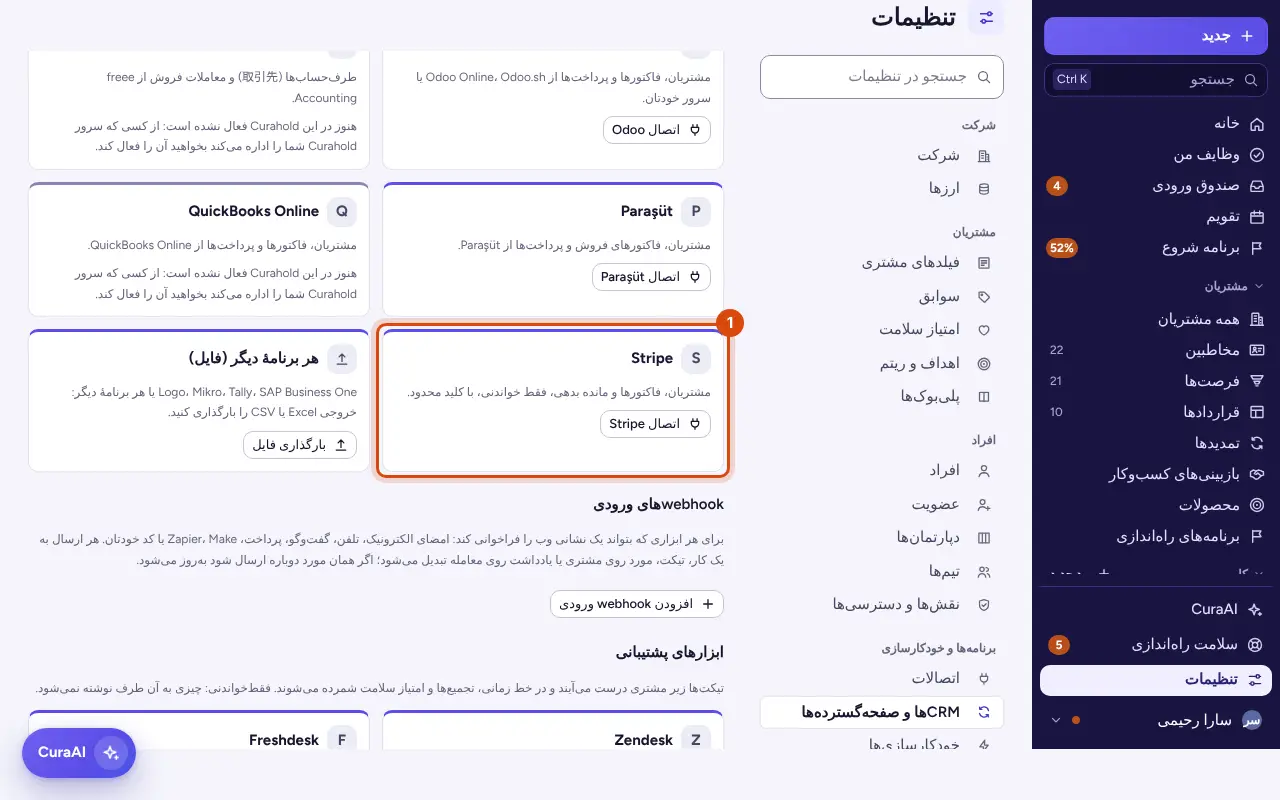 جدید
جستجو
Ctrl K
خانه
وظایف من
صندوق ورودی
4
تقویم
برنامه شروع
52%
مشتریان
همه مشتریان
مخاطبین
22
فرصت‌ها
21
قراردادها
10
تمدیدها
بازبینی‌های کسب‌وکار
محصولات
برنامه‌های راه‌اندازی
CuraAI
سلامت راه‌اندازی
5
تنظیمات
سر
سارا رحیمی
تنظیمات
جستجو در تنظیمات
شرکت
شرکت
ارزها
مشتریان
فیلدهای مشتری
سوابق
امتیاز سلامت
اهداف و ریتم
پلی‌بوک‌ها
افراد
افراد
عضویت
دپارتمان‌ها
تیم‌ها
نقش‌ها و دسترسی‌ها
برنامه‌ها و خودکارسازی
اتصالات
CRMها و صفحه‌گسترده‌ها
خودکارسازی‌ها
مشتریان، فاکتورها و پرداخت‌ها از Odoo Online، Odoo.sh یا
سرور خودتان.
اتصال Odoo
طرف‌حساب‌ها (取引先) و معاملات فروش از freee
Accounting.
هنوز در این Curahold فعال نشده است: از کسی که سرور
Curahold شما را اداره می‌کند بخواهید آن را فعال کند.
P
Paraşüt
مشتریان، فاکتورهای فروش و پرداخت‌ها از Paraşüt.
اتصال Paraşüt
Q
QuickBooks Online
مشتریان، فاکتورها و پرداخت‌ها از QuickBooks Online.
هنوز در این Curahold فعال نشده است: از کسی که سرور
Curahold شما را اداره می‌کند بخواهید آن را فعال کند.
1
S
Stripe
مشتریان، فاکتورها و مانده بدهی، فقط خواندنی، با کلید محدود.
اتصال Stripe
هر برنامهٔ دیگر (فایل)
Logo، Mikro، Tally، SAP Business One یا هر برنامهٔ دیگر:
خروجی Excel یا CSV را بارگذاری کنید.
بارگذاری فایل
webhookهای ورودی
برای هر ابزاری که بتواند یک نشانی وب را فراخوانی کند: امضای الکترونیک، تلفن، گفت‌وگو، پرداخت، Zapier، Make یا کد خودتان. هر ارسال به
یک کار، تیکت، مورد روی مشتری یا یادداشت روی معامله تبدیل می‌شود؛ اگر همان مورد دوباره ارسال شود به‌روز می‌شود.
افزودن webhook ورودی
ابزارهای پشتیبانی
تیکت‌ها زیر مشتری درست می‌آیند و در خط زمانی، تجمیع‌ها و امتیاز سلامت شمرده می‌شوند. فقط‌خواندنی: چیزی به آن طرف نوشته نمی‌شود.
Z
Zendesk
F
Freshdesk
CuraAI